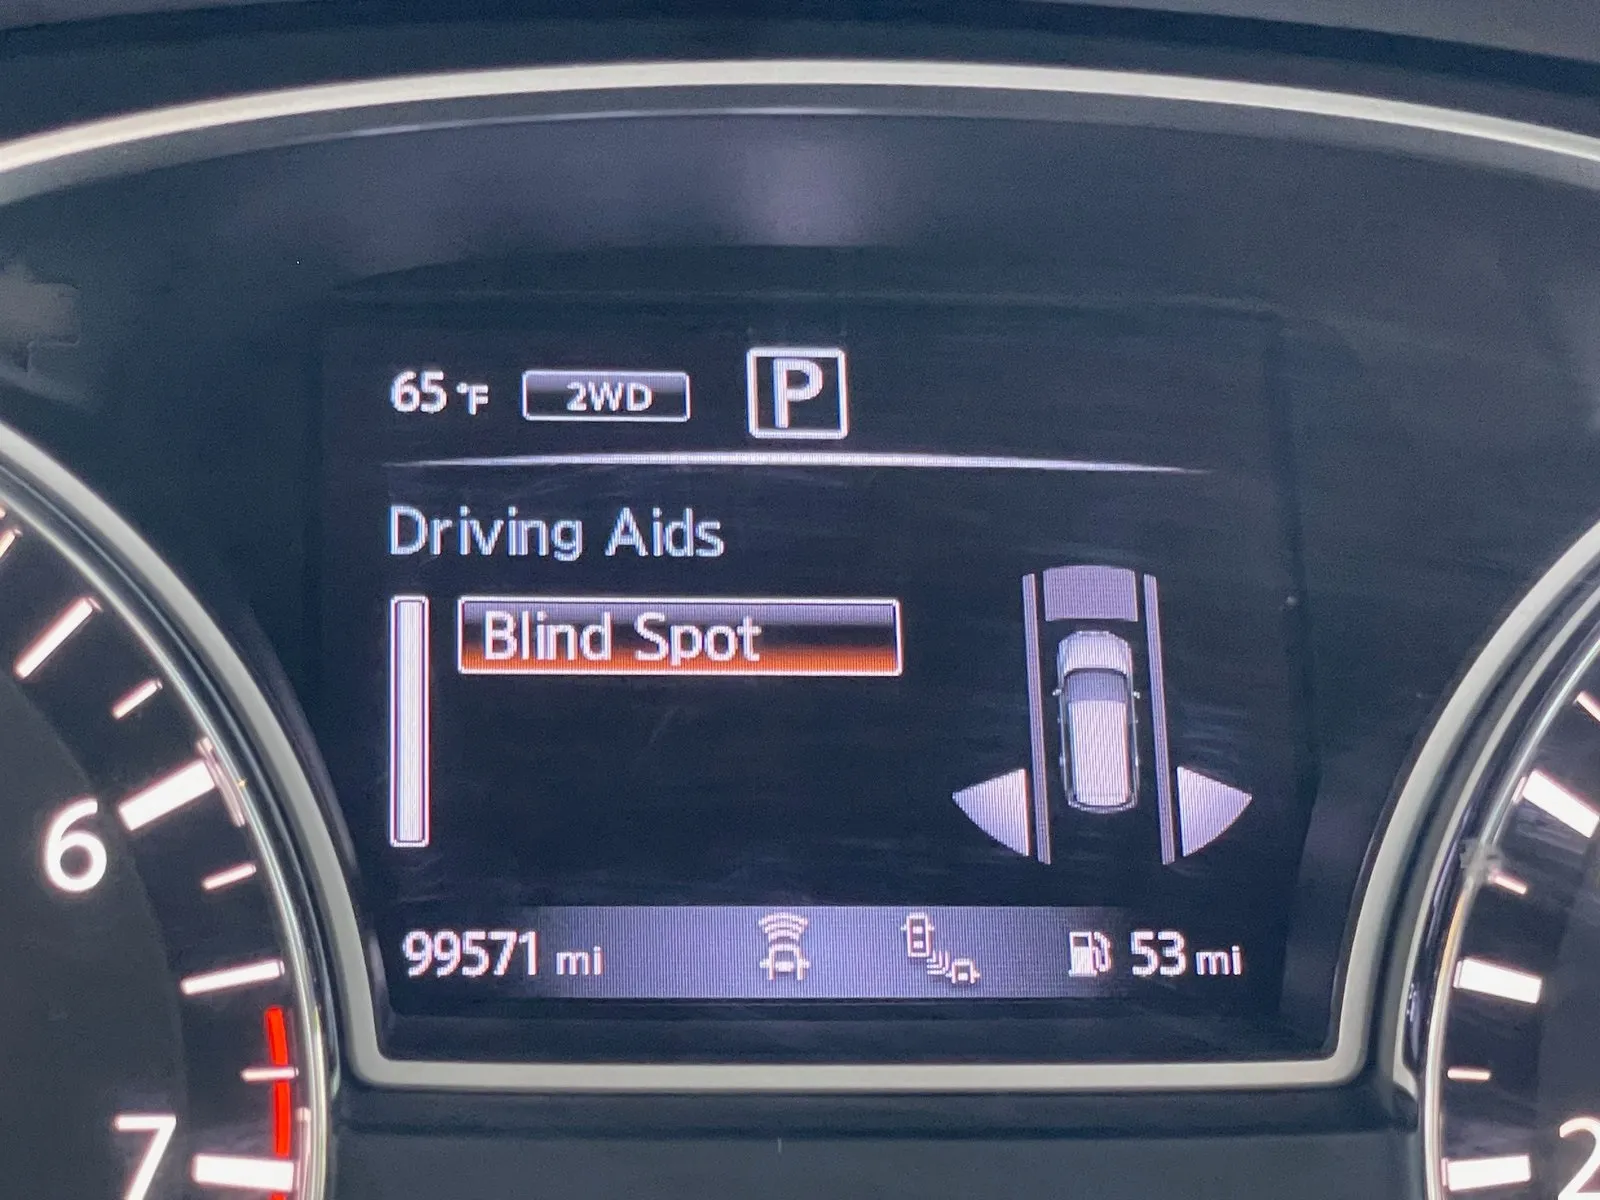 65 °F 2WD P
Driving Aids
Blind Spot
99571 mi 53 mi
6
7
2